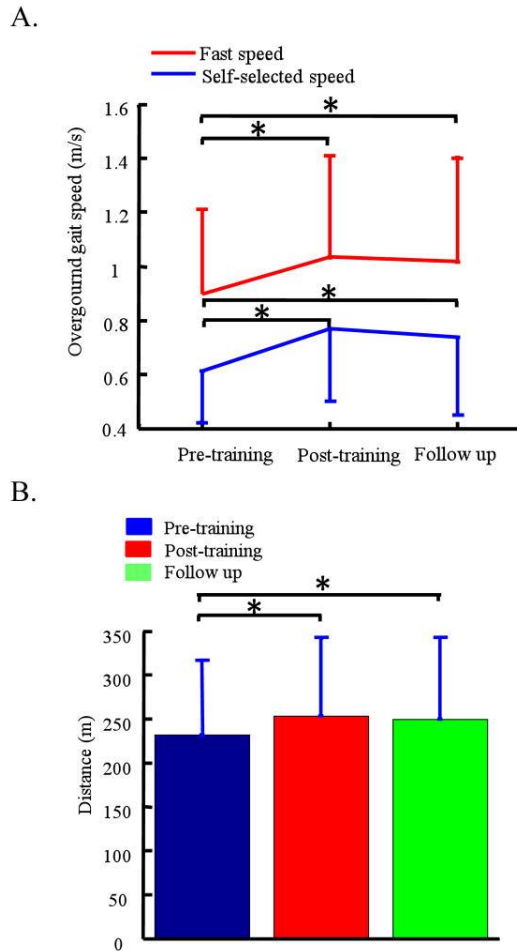 A.
Fast speed
Self-selected speed
1.6
*
1.4
*
1.2
1
*
0.8
*
0.6
0.4
Overgournd gait speed (m/s)
Pre-training Post-training Follow up
B.
Pre-training
Post-training
Follow up
*
*
350
300
250
200
150
100
50
0
Distance (m)